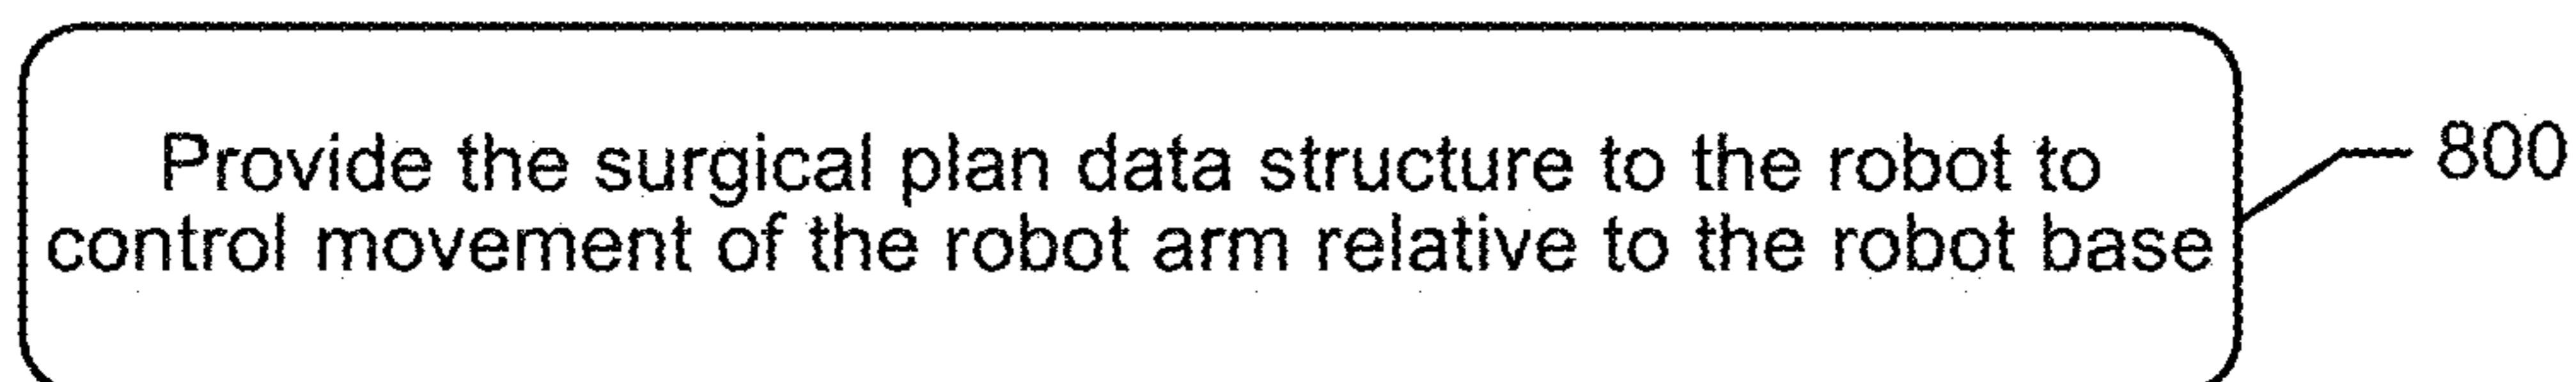 Provide the surgical plan data structure to the robot to
control movement of the robot arm relative to the robot base
800